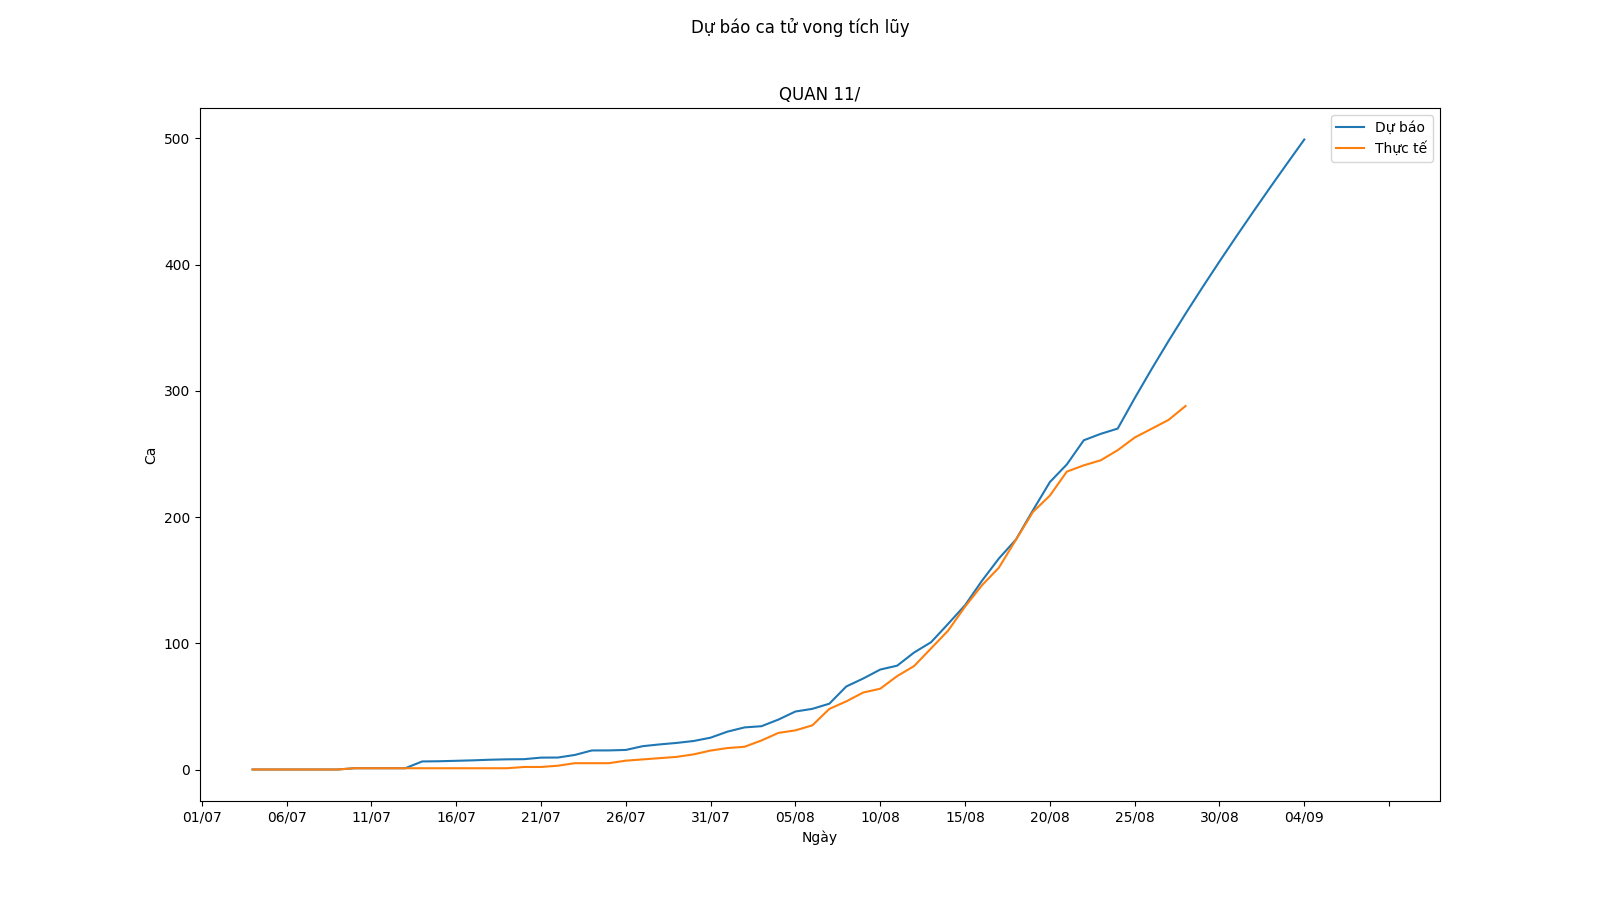 Dự báo ca tử vong tích lũy
QUAN 11/
Dự báo
Thực tế
500
400
300
200
100
0
Ca
01/07 06/07 11/07 16/07 21/07 26/07 31/07 05/08 10/08 15/08 20/08 25/08 30/08 04/09
Ngày